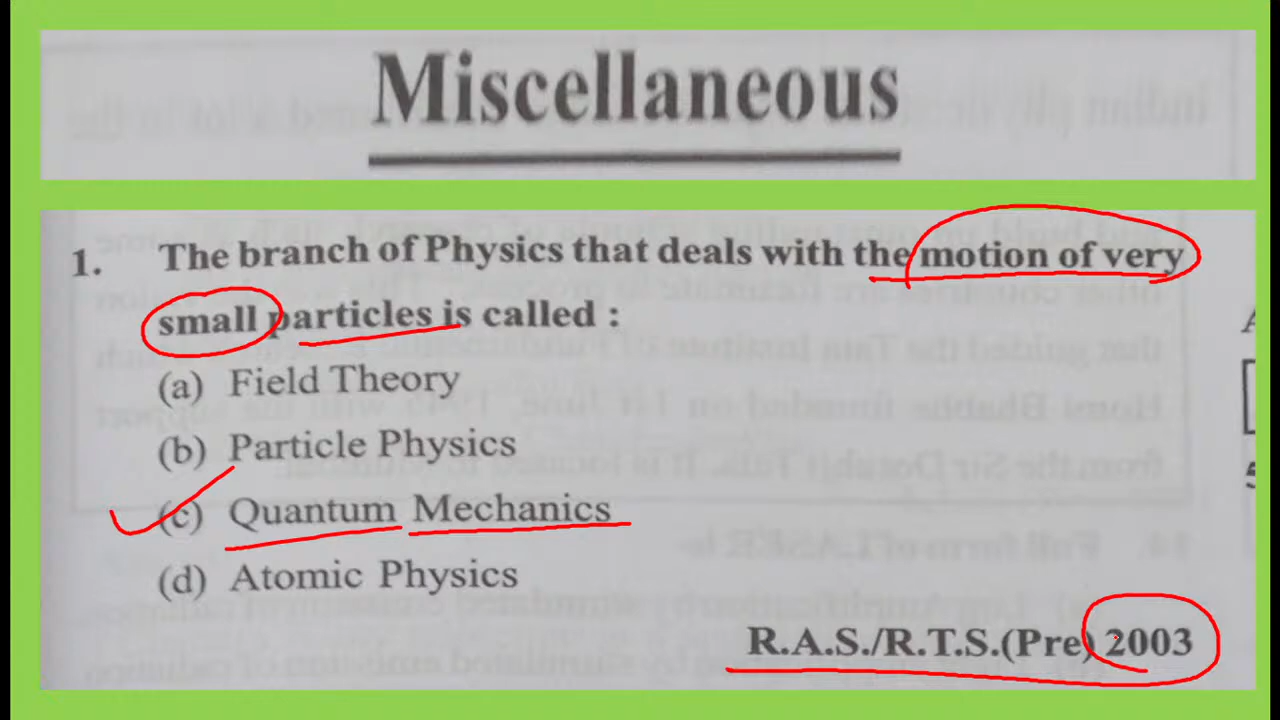 Miscellaneous
1. The branch of Physics that deals with the motion of very
small particles is called :
(a) Field Theory
(b) Particle Physics
(c) Quantum Mechanics
(d) Atomic Physics
R.A.S./R.T.S.(Pre) 2003